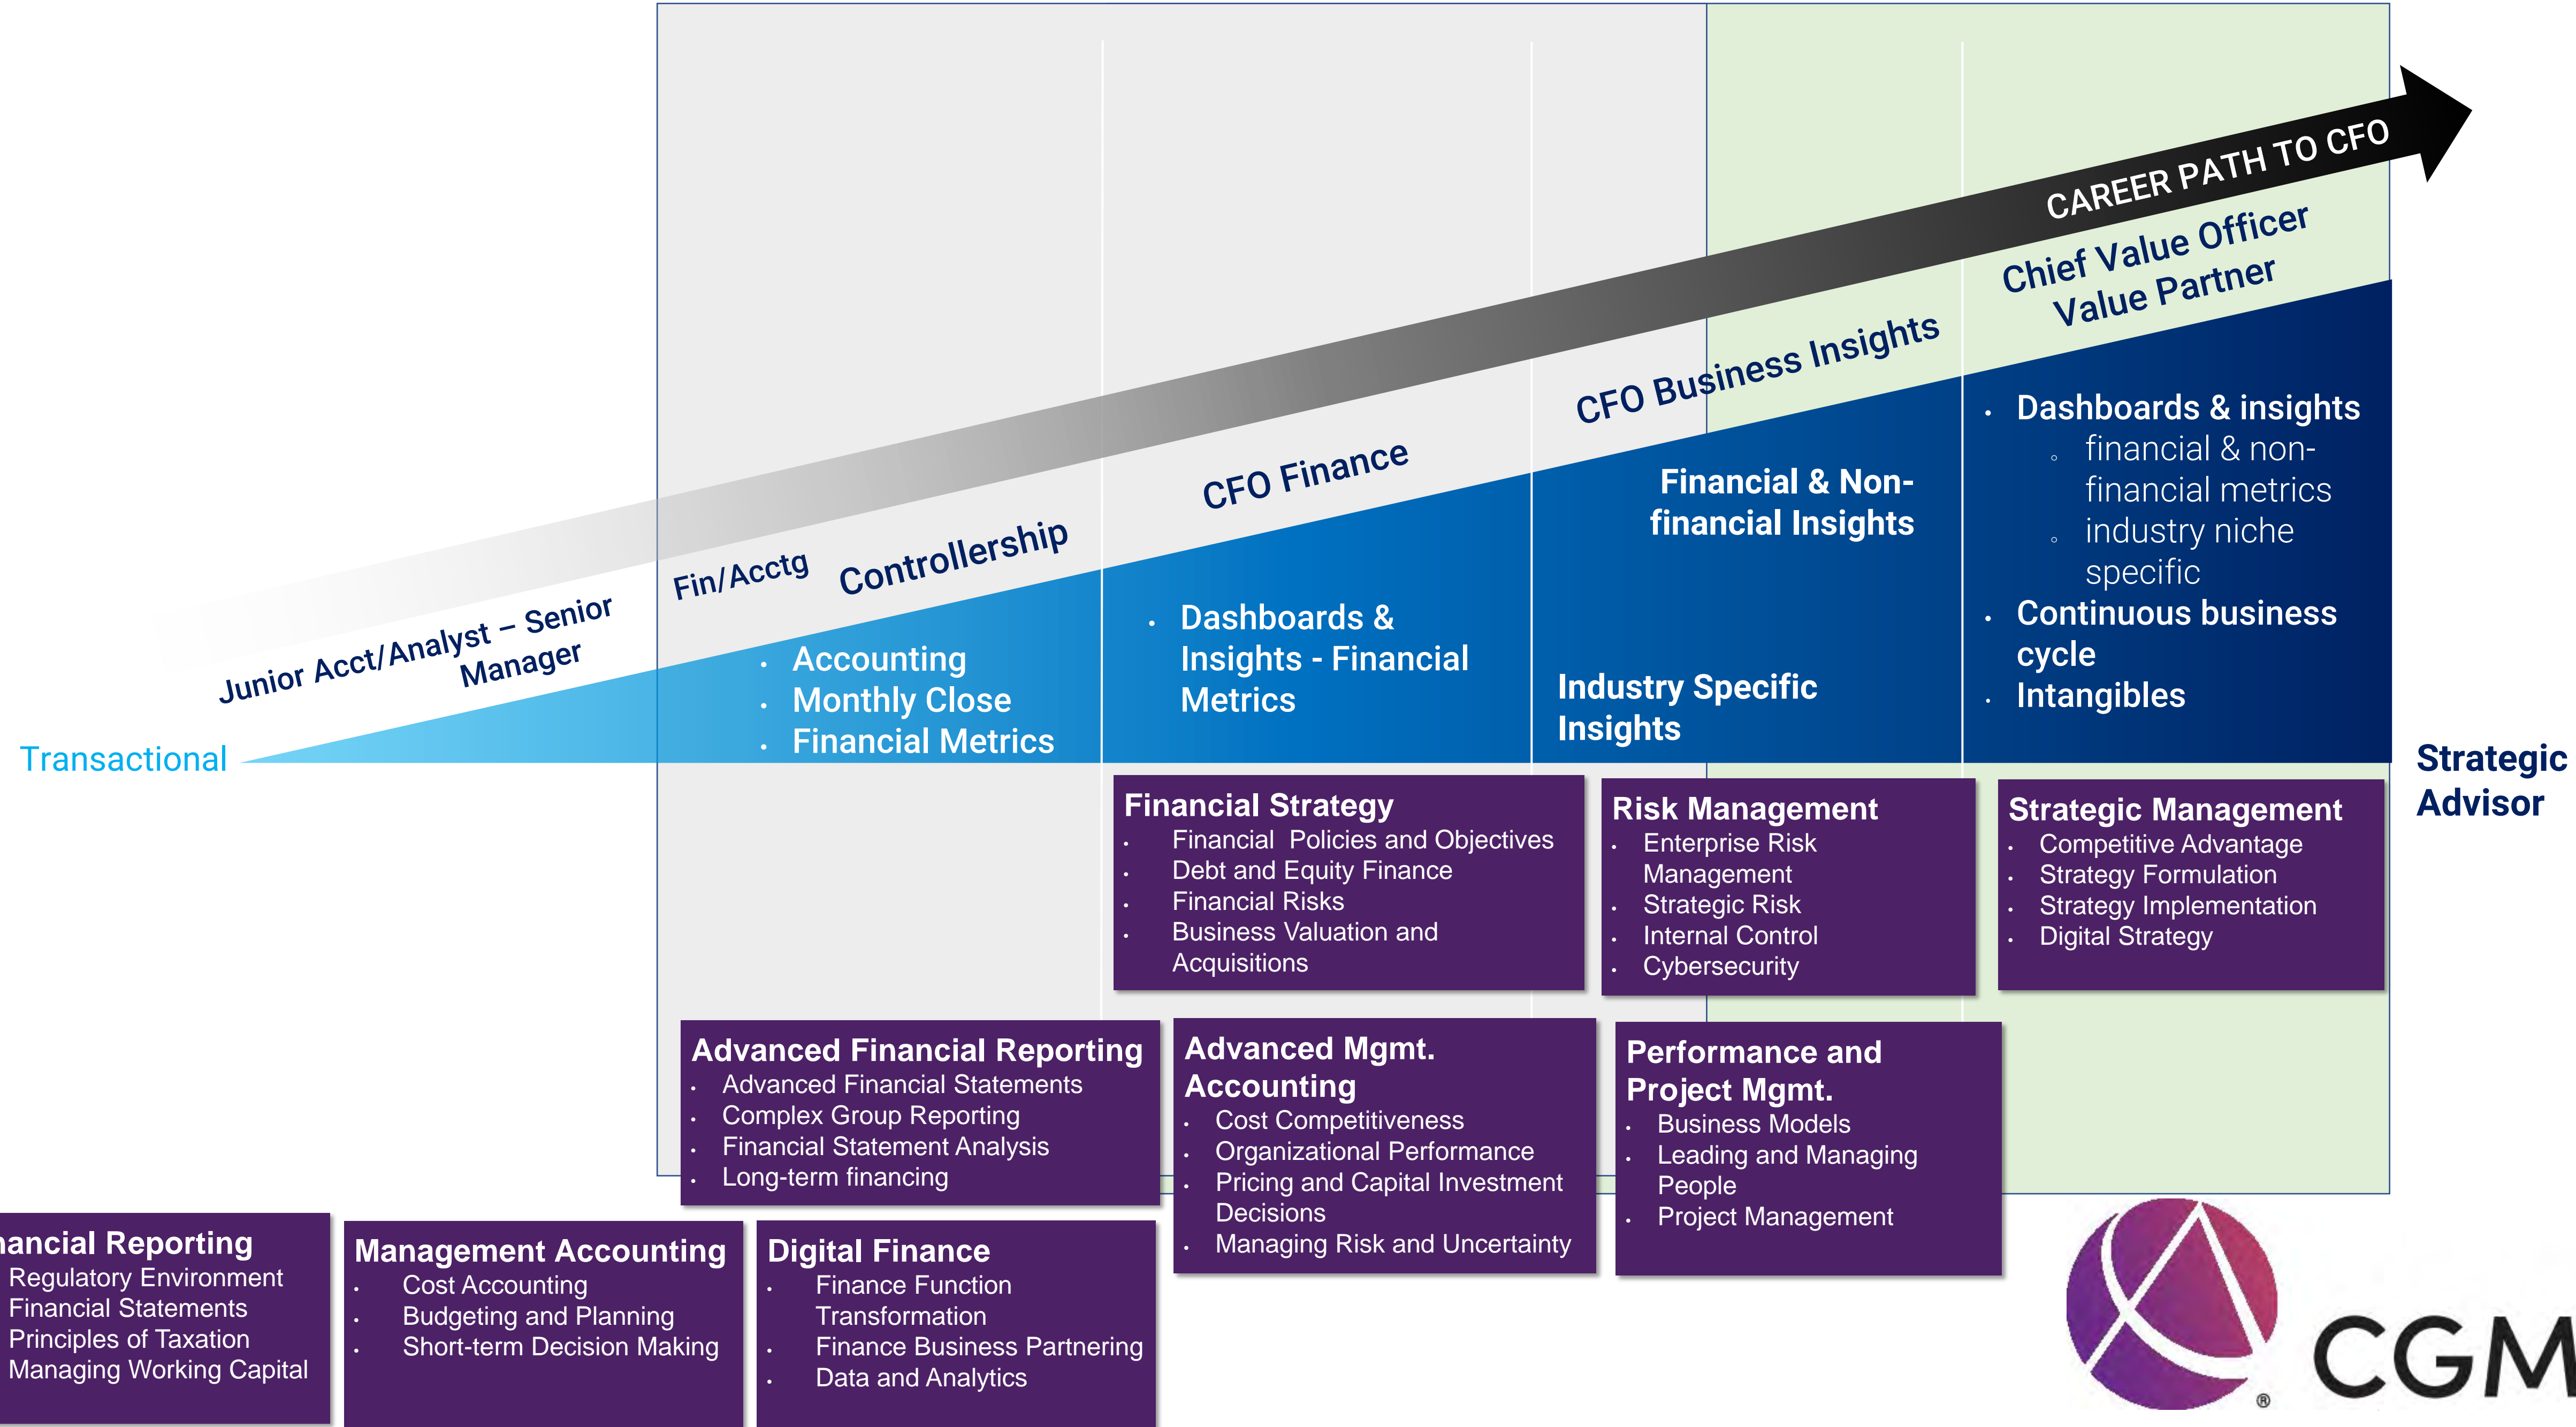 CAREER PATH TO CFO
Chief Value Officer
Value Partner
CFO Business Insights
CFO Finance
Controllership
Fin/Acctg
Junior Acct/Analyst – Senior
Manager
Transactional
• Accounting
• Monthly Close
• Financial Metrics
• Dashboards &
Insights - Financial
Metrics
Financial & Non-
financial Insights
Industry Specific
Insights
• Dashboards & insights
○ financial & non-
financial metrics
○ industry niche
specific
• Continuous business
cycle
• Intangibles
Strategic
Advisor
Financial Strategy
• Financial Policies and Objectives
• Debt and Equity Finance
• Financial Risks
• Business Valuation and
Acquisitions
Risk Management
• Enterprise Risk
Management
• Strategic Risk
• Internal Control
• Cybersecurity
Strategic Management
• Competitive Advantage
• Strategy Formulation
• Strategy Implementation
• Digital Strategy
Advanced Financial Reporting
• Advanced Financial Statements
• Complex Group Reporting
• Financial Statement Analysis
• Long-term financing
Advanced Mgmt.
Accounting
• Cost Competitiveness
• Organizational Performance
• Pricing and Capital Investment
Decisions
• Managing Risk and Uncertainty
Performance and
Project Mgmt.
• Business Models
• Leading and Managing
People
• Project Management
ancial Reporting
Regulatory Environment
Financial Statements
Principles of Taxation
Managing Working Capital
Management Accounting
• Cost Accounting
• Budgeting and Planning
• Short-term Decision Making
Digital Finance
• Finance Function
Transformation
• Finance Business Partnering
• Data and Analytics
®
CGM